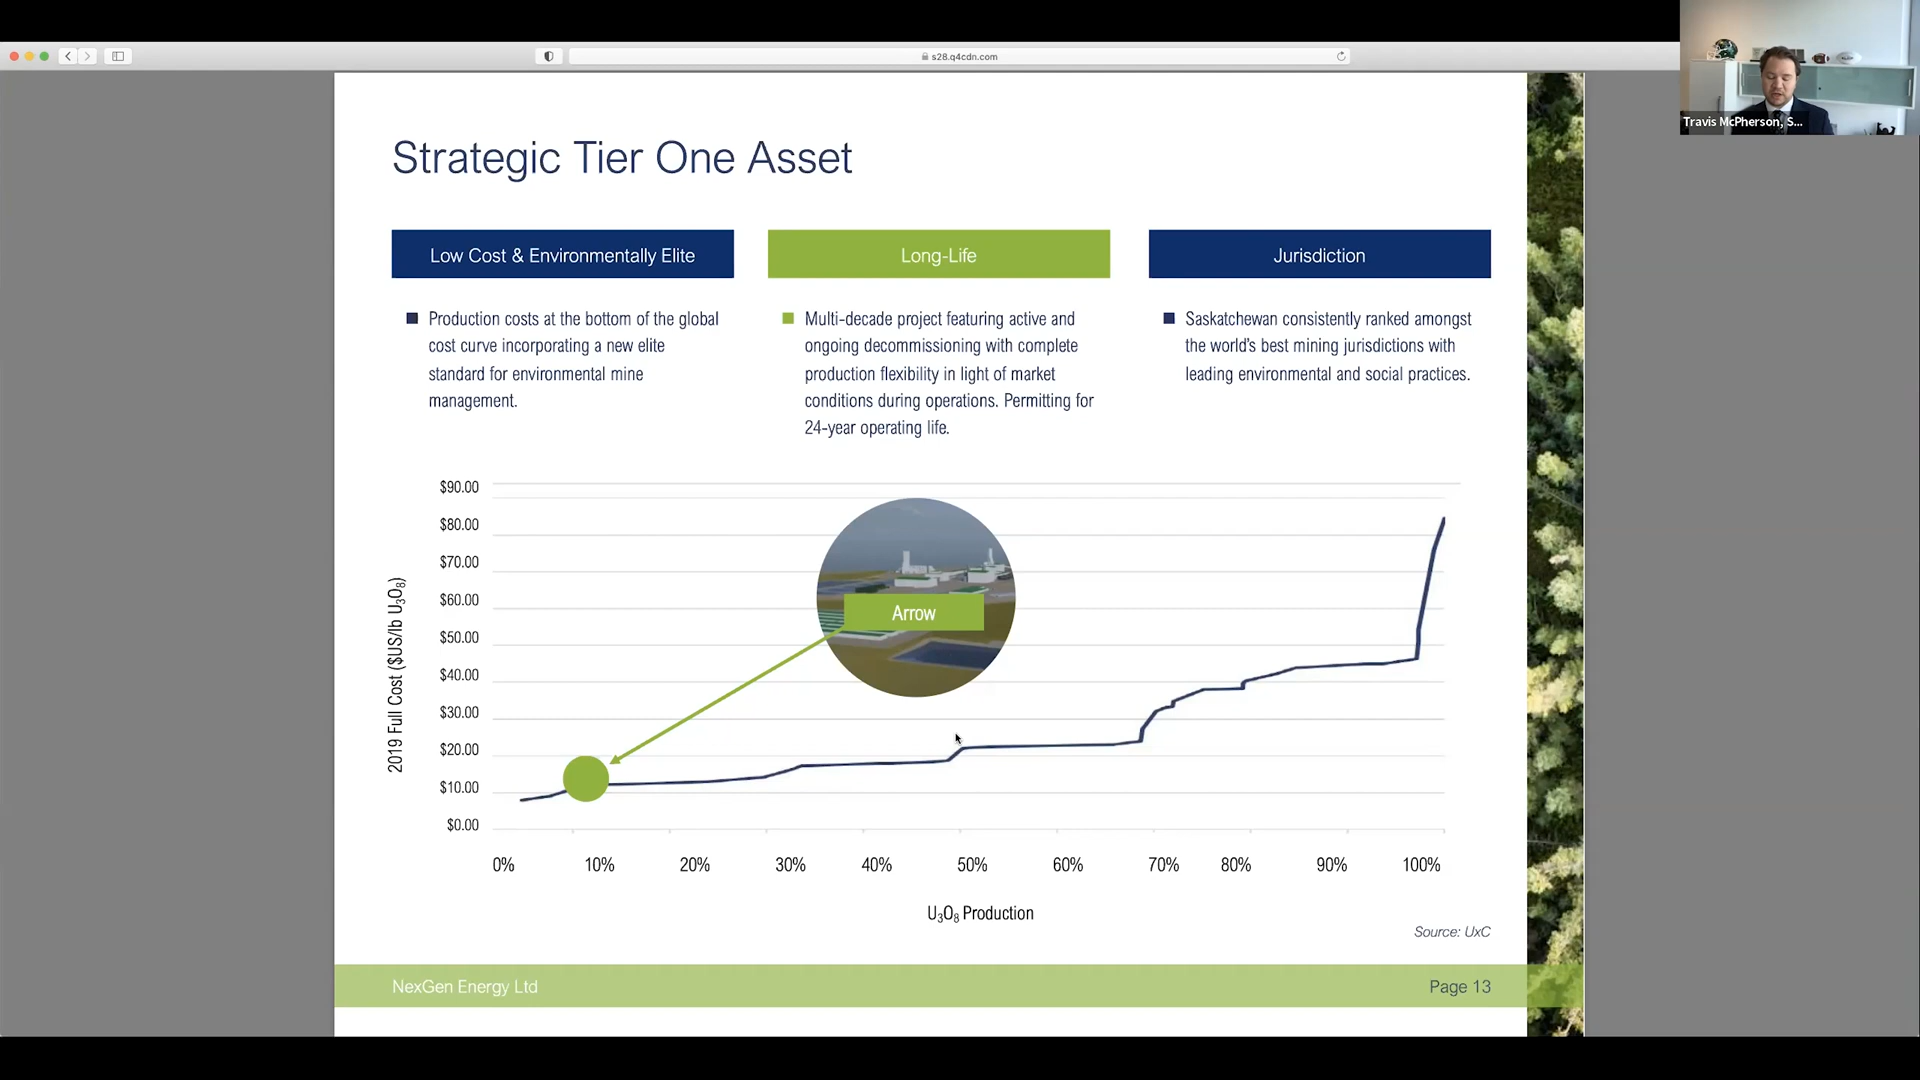 s28.q4cdn.com
Travis McPherson, S...
Strategic Tier One Asset
Low Cost & Environmentally Elite
Production costs at the bottom of the global
cost curve incorporating a new elite
standard for environmental mine
management.
Long-Life
Multi-decade project featuring active and
ongoing decommissioning with complete
production flexibility in light of market
conditions during operations. Permitting for
24-year operating life.
Jurisdiction
Saskatchewan consistently ranked amongst
the world's best mining jurisdictions with
leading environmental and social practices.
2019 Full Cost ($US/lb U₃O₈)
$90.00
$80.00
$70.00
$60.00
$50.00
$40.00
$30.00
$20.00
$10.00
$0.00
Arrow
0% 10% 20% 30% 40% 50% 60% 70% 80% 90% 100%
U₃O₈ Production
Source: UxC
NexGen Energy Ltd
Page 13